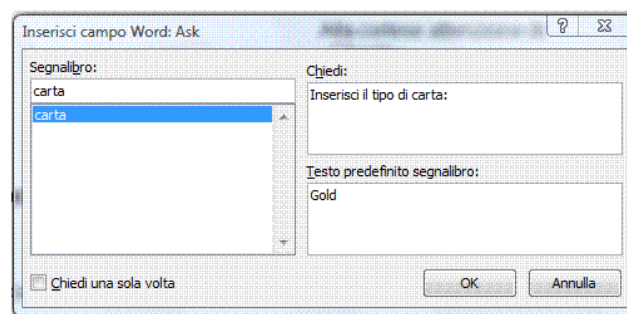 Inserisci campo Word: Ask
Segnalibro:
carta
carta
Chiedi una sola volta
Chiedi:
Inserisci il tipo di carta:
Testo predefinito segnalibro:
Gold
OK
Annulla